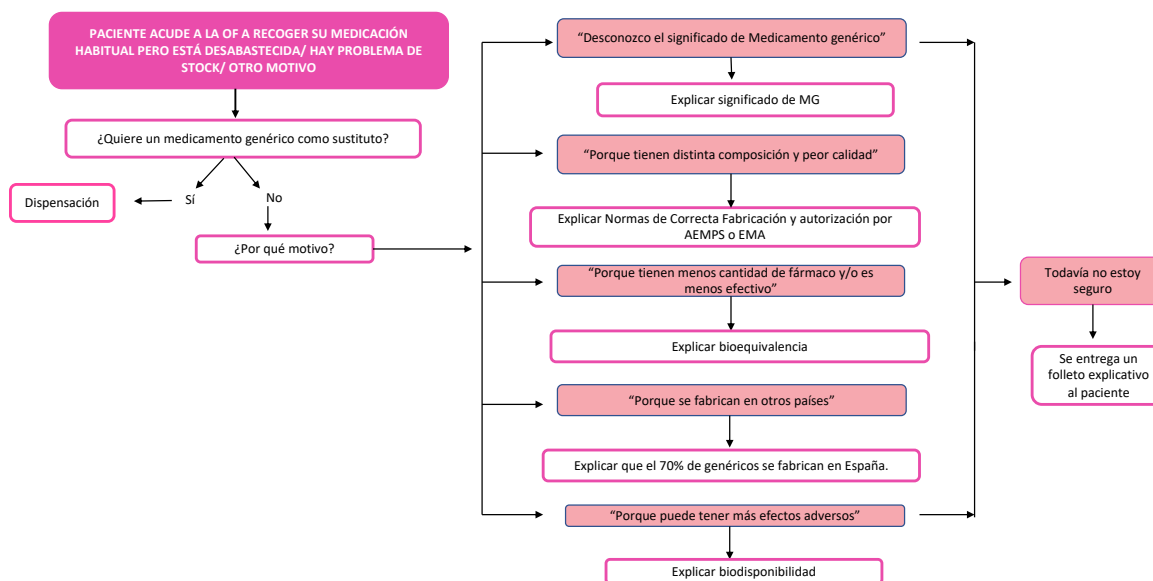 PACIENTE ACUDE A LA OF A RECOGER SU MEDICACIÓN
HABITUAL PERO ESTÁ DESABASTECIDA/ HAY PROBLEMA DE
STOCK/ OTRO MOTIVO
¿Quiere un medicamento genérico como sustituto?
Sí
No
Dispensación
¿Por qué motivo?
“Desconozco el significado de Medicamento genérico”
Explicar significado de MG
“Porque tienen distinta composición y peor calidad”
Explicar Normas de Correcta Fabricación y autorización por
AEMPS o EMA
“Porque tienen menos cantidad de fármaco y/o es
menos efectivo”
Explicar bioequivalencia
“Porque se fabrican en otros países”
Explicar que el 70% de genéricos se fabrican en España.
“Porque puede tener más efectos adversos”
Explicar biodisponibilidad
Todavía no estoy
seguro
Se entrega un
folleto explicativo
al paciente